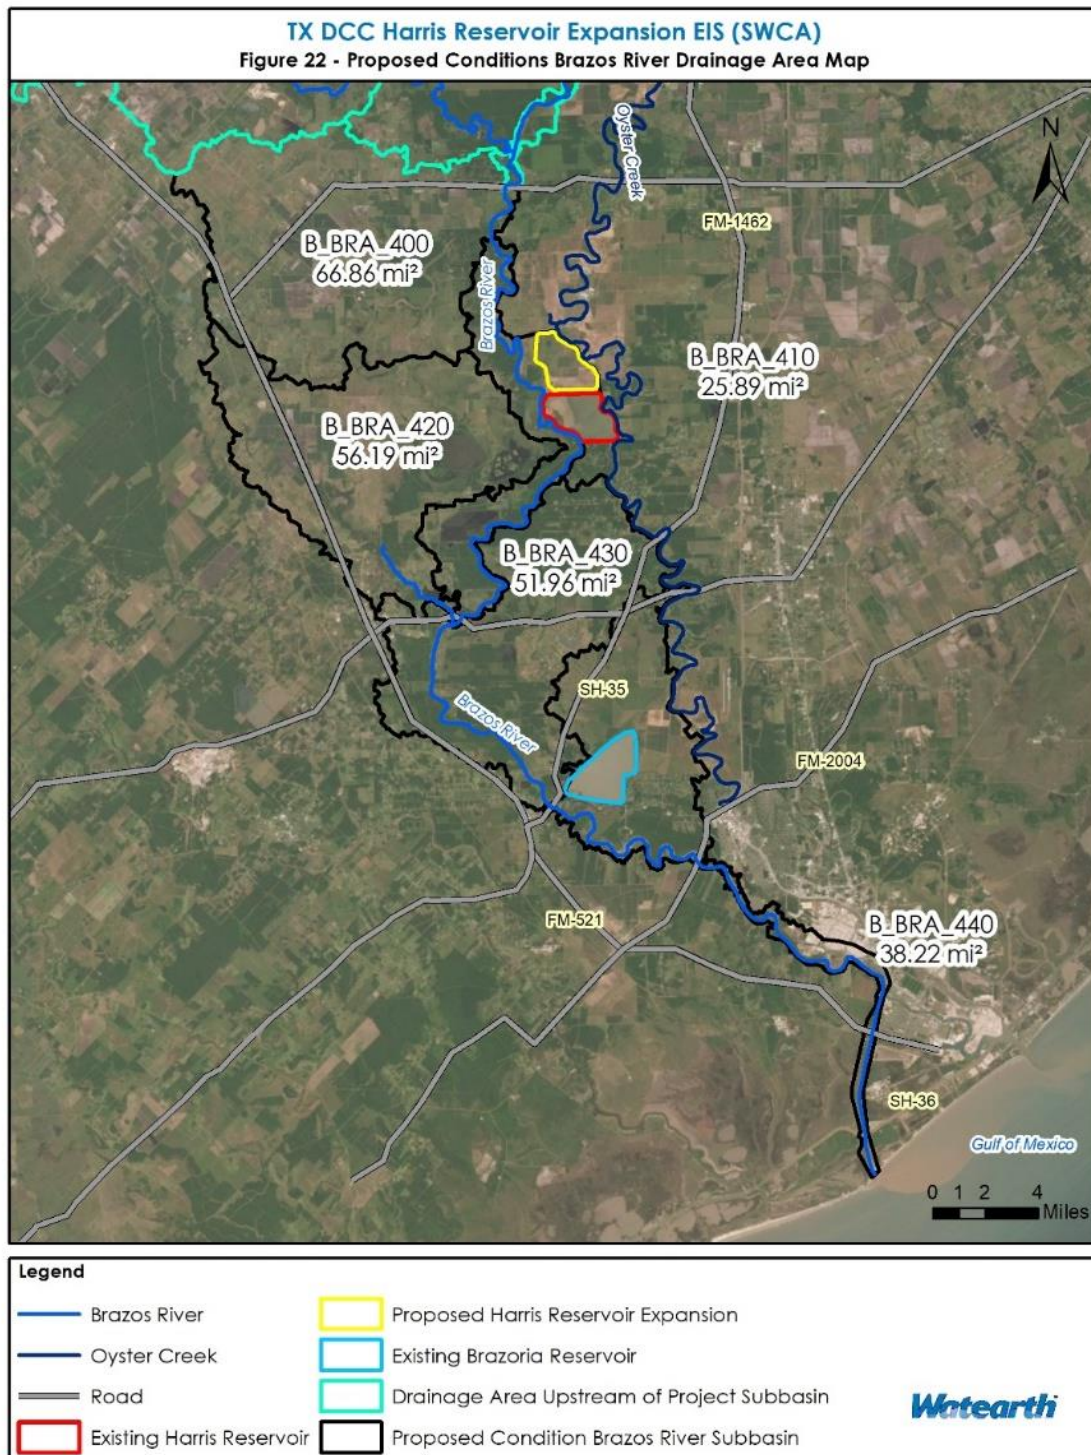 TX DCC Harris Reservoir Expansion EIS (SWCA)
Figure 22 - Proposed Conditions Brazos River Drainage Area Map
Oyster Creek
N
FM-1462
B_BRA_400
66.86 mi²
Brazos River
B_BRA_410
25.89 mi²
B_BRA_420
56.19 mi²
B_BRA_430
51.96 mi²
SH-35
Brazos River
FM-2004
FM-521
B_BRA_440
38.22 mi²
SH-36
Gulf of Mexico
0 1 2 4
Miles
Legend
Brazos River
Oyster Creek
Road
Existing Harris Reservoir
Proposed Harris Reservoir Expansion
Existing Brazoria Reservoir
Drainage Area Upstream of Project Subbasin
Proposed Condition Brazos River Subbasin
Watearth